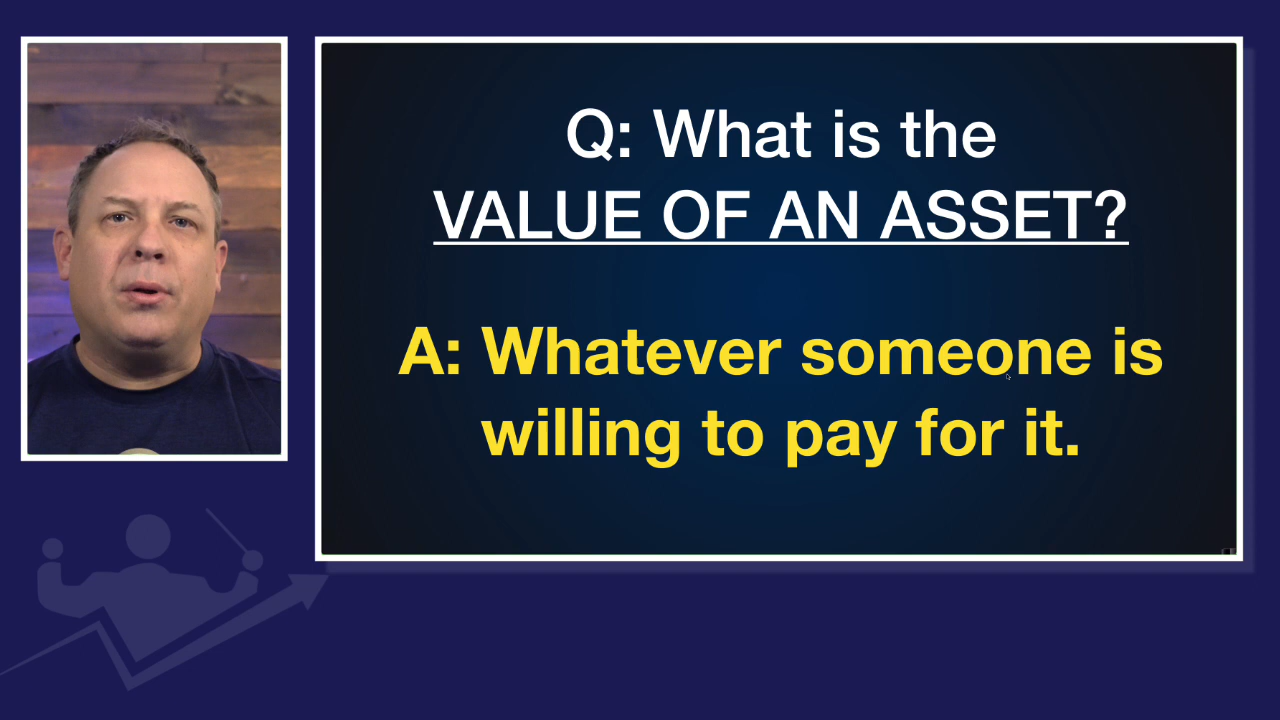 Q: What is the
VALUE OF AN ASSET?
A: Whatever someone is
willing to pay for it.